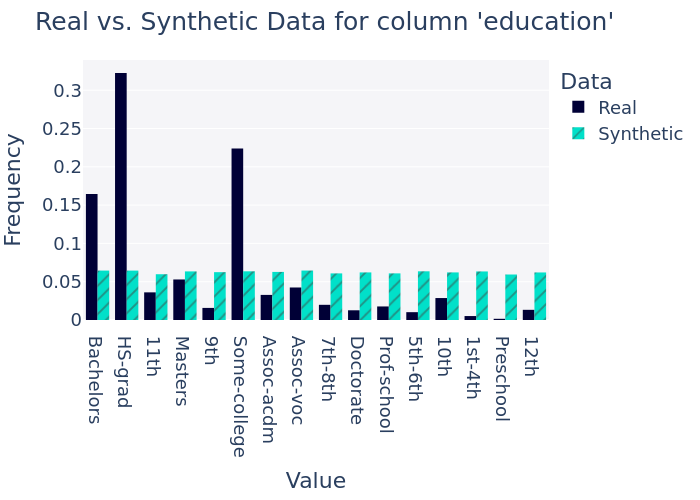 Real vs. Synthetic Data for column 'education'
Data
Real
Synthetic
Frequency
0.3
0.25
0.2
0.15
0.1
0.05
0
Bachelors
HS-grad
11th
Masters
9th
Some-college
Assoc-acdm
Assoc-voc
7th-8th
Doctorate
Prof-school
5th-6th
10th
1st-4th
Preschool
12th
Value